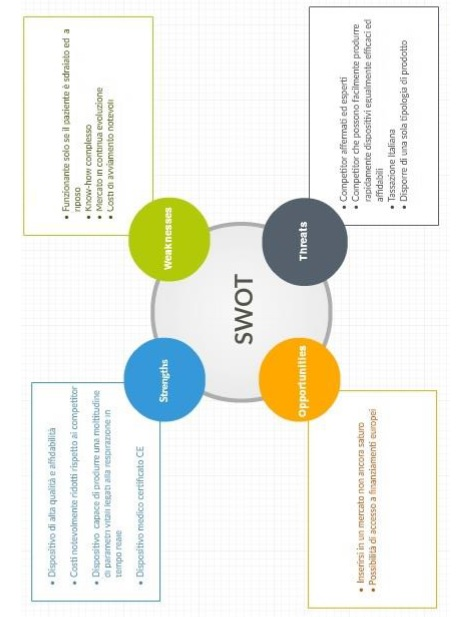 • Dispositivo di alta qualità e affidabilità
• Costi notevolmente ridotti rispetto ai competitor
• Dispositivo capace di produrre una moltitudine
di parametri vitali legati alla respirazione in
tempo reale
• Dispositivo medico certificato CE
Strengths
• Funzionante solo se il paziente è sdraiato ed a
riposo
• Know-how complesso
• Mercato in continua evoluzione
• Costi di avviamento notevoli
Weaknesses
SWOT
Opportunities
• Inserirsi in un mercato non ancora saturo
• Possibilità di accesso a finanziamenti europei
Threats
• Competitor affermati ed esperti
• Competitor che possono facilmente produrre
rapidamente dispositivi egualmente efficaci ed
affidabili
• Tassazione Italiana
• Disporre di una sola tipologia di prodotto